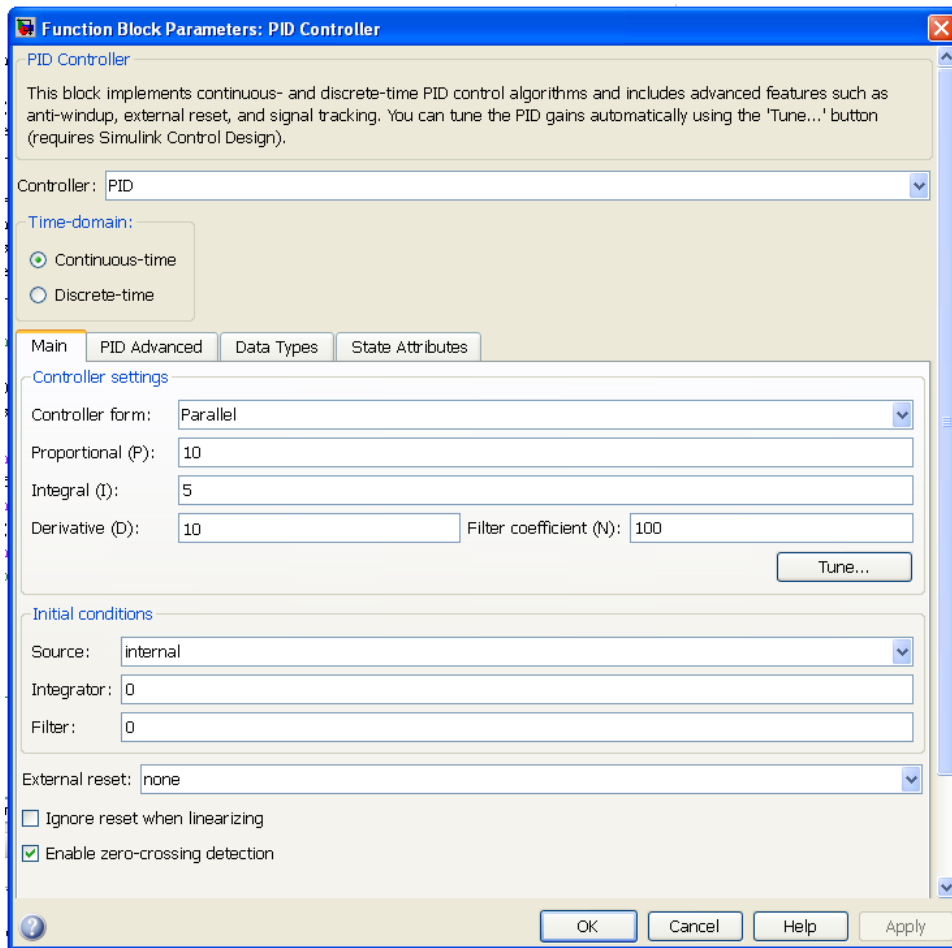 Function Block Parameters: PID Controller
PID Controller
This block implements continuous- and discrete-time PID control algorithms and includes advanced features such as
anti-windup, external reset, and signal tracking. You can tune the PID gains automatically using the 'Tune...' button
(requires Simulink Control Design).
Controller: PID
Time-domain:
Continuous-time
Discrete-time
Main PID Advanced Data Types State Attributes
Controller settings
Controller form: Parallel
Proportional (P): 10
Integral (I): 5
Derivative (D): 10 Filter coefficient (N): 100
Tune...
Initial conditions
Source: internal
Integrator: 0
Filter: 0
External reset: none
Ignore reset when linearizing
Enable zero-crossing detection
? OK Cancel Help Apply